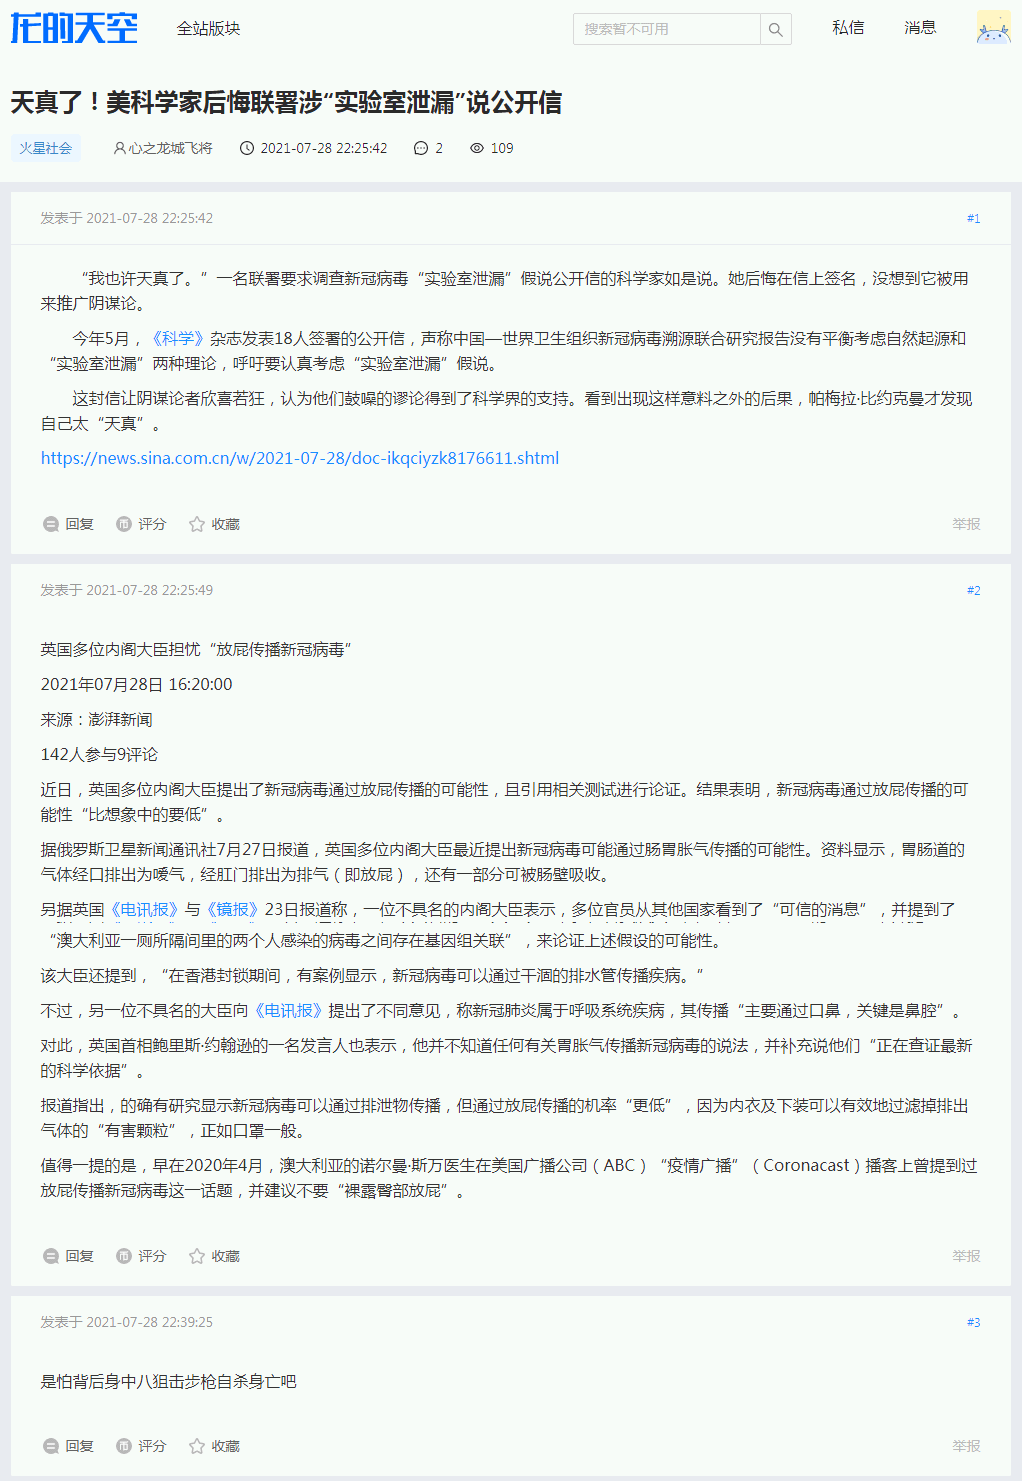 龙的天空
全站版块
搜索暂不可用
私信
消息
天真了！美科学家后悔联署涉“实验室泄漏”说公开信
火星社会
心之龙城飞将
2021-07-28 22:25:42
2
109
发表于 2021-07-28 22:25:42
#1
“我也许天真了。”一名联署要求调查新冠病毒“实验室泄漏”假说公开信的科学家如是说。她后悔在信上签名，没想到它被用
来推广阴谋论。
今年5月，《科学》杂志发表18人签署的公开信，声称中国—世界卫生组织新冠病毒溯源联合研究报告没有平衡考虑自然起源和
“实验室泄漏”两种理论，呼吁要认真考虑“实验室泄漏”假说。
这封信让阴谋论者欣喜若狂，认为他们鼓噪的谬论得到了科学界的支持。看到出现这样意料之外的后果，帕梅拉·比约克曼才发现
自己太“天真”。
https://news.sina.com.cn/w/2021-07-28/doc-ikqciyzk8176611.shtml
回复
评分
收藏
举报
发表于 2021-07-28 22:25:49
#2
英国多位内阁大臣担忧“放屁传播新冠病毒”
2021年07月28日 16:20:00
来源：澎湃新闻
142人参与9评论
近日，英国多位内阁大臣提出了新冠病毒通过放屁传播的可能性，且引用相关测试进行论证。结果表明，新冠病毒通过放屁传播的可
能性“比想象中的要低”。
据俄罗斯卫星新闻通讯社7月27日报道，英国多位内阁大臣最近提出新冠病毒可能通过肠胃胀气传播的可能性。资料显示，胃肠道的
气体经口排出为嗳气，经肛门排出为排气（即放屁），还有一部分可被肠壁吸收。
另据英国《电讯报》与《镜报》23日报道称，一位不具名的内阁大臣表示，多位官员从其他国家看到了“可信的消息”，并提到了
“澳大利亚一厕所隔间里的两个人感染的病毒之间存在基因组关联”，来论证上述假设的可能性。
该大臣还提到，“在香港封锁期间，有案例显示，新冠病毒可以通过干涸的排水管传播疾病。”
不过，另一位不具名的大臣向《电讯报》提出了不同意见，称新冠肺炎属于呼吸系统疾病，其传播“主要通过口鼻，关键是鼻腔”。
对此，英国首相鲍里斯·约翰逊的一名发言人也表示，他并不知道任何有关胃胀气传播新冠病毒的说法，并补充说他们“正在查证最新
的科学依据”。
报道指出，的确有研究显示新冠病毒可以通过排泄物传播，但通过放屁传播的机率“更低”，因为内衣及下装可以有效地过滤掉排出
气体的“有害颗粒”，正如口罩一般。
值得一提的是，早在2020年4月，澳大利亚的诺尔曼·斯万医生在美国广播公司（ABC）“疫情广播”（Coronacast）播客上曾提到过
放屁传播新冠病毒这一话题，并建议不要“裸露臀部放屁”。
回复
评分
收藏
举报
发表于 2021-07-28 22:39:25
#3
是怕背后身中八狙击步枪自杀身亡吧
回复
评分
收藏
举报